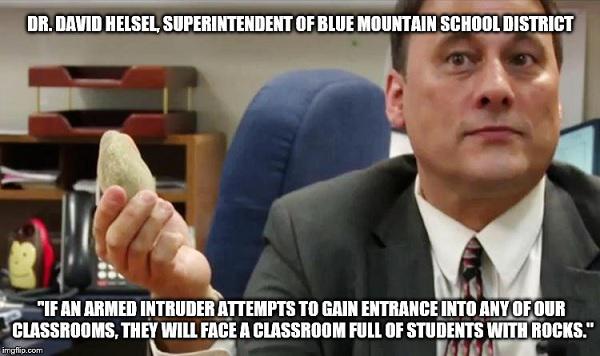 DR. DAVID HELSEL, SUPERINTENDENT OF BLUE MOUNTAIN SCHOOL DISTRICT
"IF AN ARMED INTRUDER ATTEMPTS TO GAIN ENTRANCE INTO ANY OF OUR
CLASSROOMS, THEY WILL FACE A CLASSROOM FULL OF STUDENTS WITH ROCKS."
imgflip.com